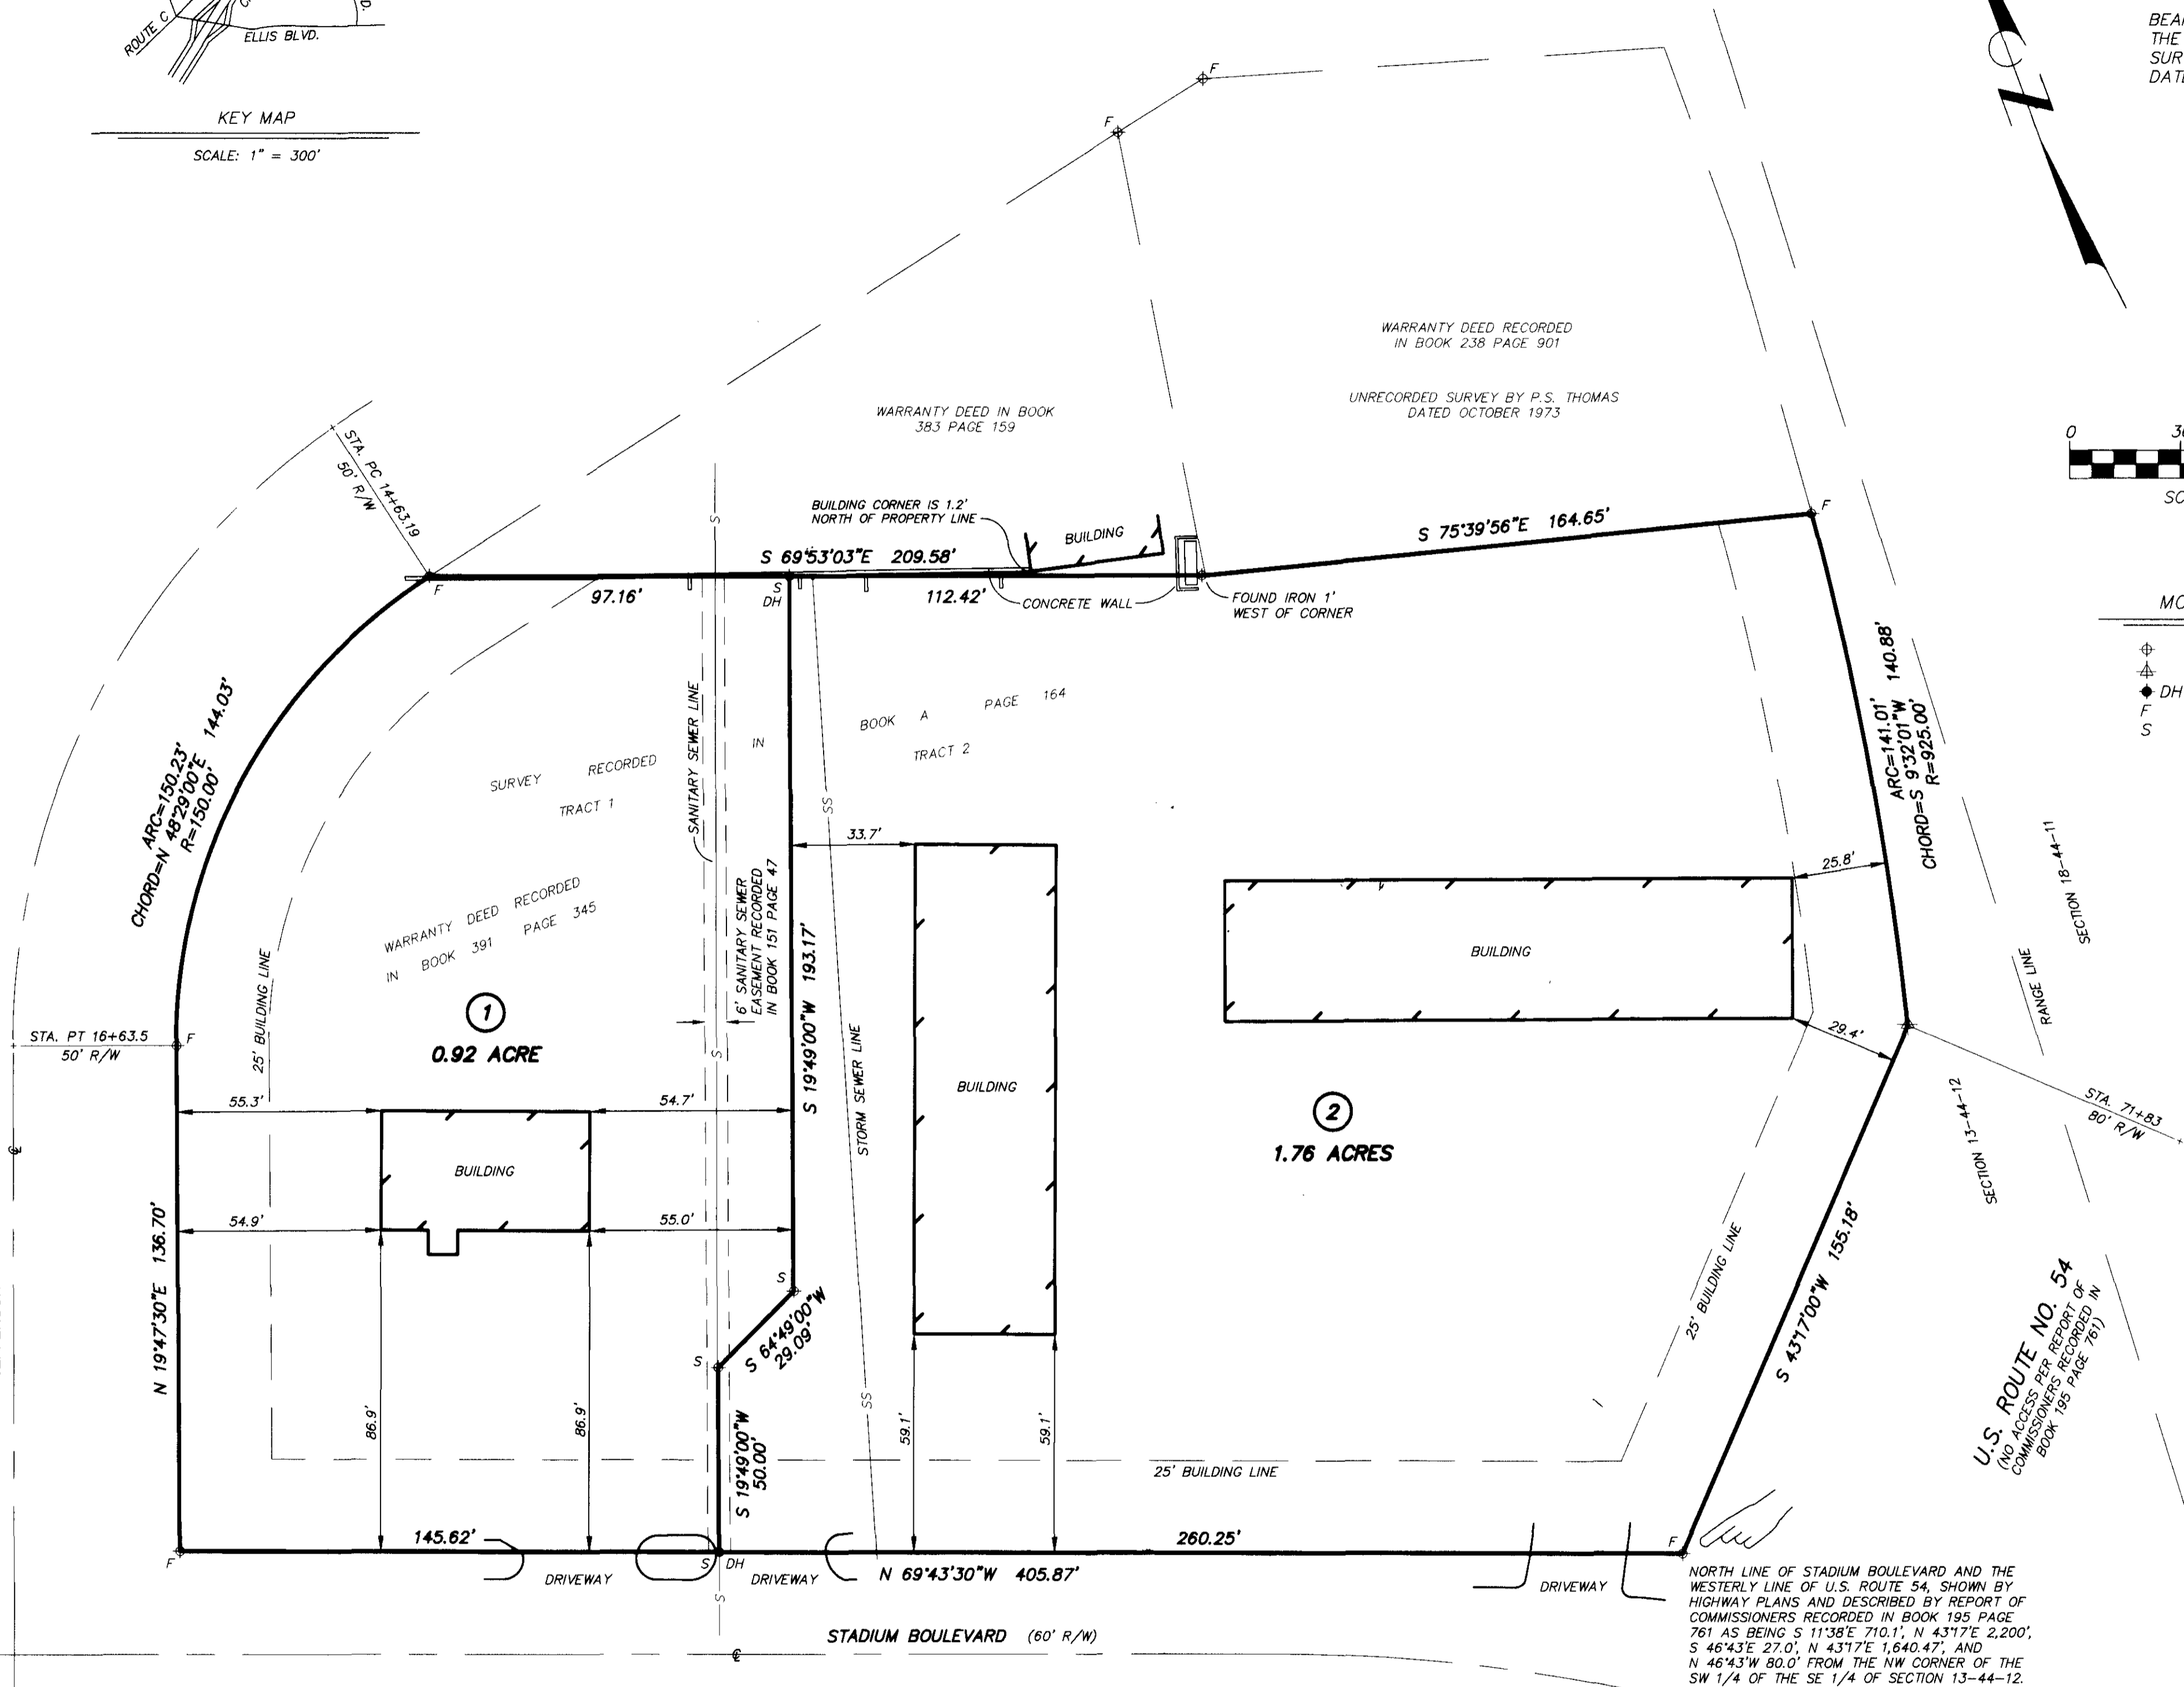 ROUTE C
ELLIS BLVD.
KEY MAP
SCALE: 1" = 300'
F
F
STA. PC 14+63.19
50' R/W
WARRANTY DEED IN BOOK
383 PAGE 159
WARRANTY DEED RECORDED
IN BOOK 238 PAGE 901
UNRECORDED SURVEY BY P.S. THOMAS
DATED OCTOBER 1973
THE
DATE
0
BUILDING CORNER IS 1.2'
NORTH OF PROPERTY LINE
BUILDING
S 69°53'03"E 209.58'
97.16'
112.42'
CONCRETE WALL
FOUND IRON 1'
WEST OF CORNER
S 75°39'56"E 164.65'
F
F
S
DH
S
DH
F
S
ARC=150.23'
CHORD=N 48°29'00"E 144.03'
R=150.00'
ARC=141.01'
CHORD=S 9°32'01"W 140.88'
R=925.00'
SURVEY RECORDED IN BOOK A PAGE 164
TRACT 1
TRACT 2
SANITARY SEWER LINE
WARRANTY DEED RECORDED
IN BOOK 391 PAGE 345
6' SANITARY SEWER
EASEMENT RECORDED
IN BOOK 151 PAGE 47
25' BUILDING LINE
33.7'
SS
25.8'
SECTION 18-44-11
RANGE LINE
BUILDING
S 19°49'00"W 193.17'
1
0.92 ACRE
STA. PT 16+63.5
50' R/W
F
S
STORM SEWER LINE
BUILDING
29.4'
2
1.76 ACRES
STA. 71+83
80' R/W
SECTION 13-44-12
55.3'
54.7'
BUILDING
54.9'
55.0'
N 19°47'30"E 136.70'
S
S
S 64°49'00"W
29.09'
S 43°17'00"W 155.18'
25' BUILDING LINE
U.S. ROUTE NO. 54
(NO ACCESS PER REPORT OF
COMMISSIONERS RECORDED IN
BOOK 195 PAGE 761)
86.9'
86.9'
S 19°49'00"W
50.00'
SS
59.1'
59.1'
25' BUILDING LINE
145.62'
260.25'
F
F
S
DH
DRIVEWAY
DRIVEWAY
N 69°43'30"W 405.87'
DRIVEWAY
S
STADIUM BOULEVARD (60' R/W)
NORTH LINE OF STADIUM BOULEVARD AND THE
WESTERLY LINE OF U.S. ROUTE 54, SHOWN BY
HIGHWAY PLANS AND DESCRIBED BY REPORT OF
COMMISSIONERS RECORDED IN BOOK 195 PAGE
761 AS BEING S 11°38'E 710.1', N 43°17'E 2,200',
S 46°43'E 27.0', N 43°17'E 1,640.47', AND
N 46°43'W 80.0' FROM THE NW CORNER OF THE
SW 1/4 OF THE SE 1/4 OF SECTION 13-44-12.